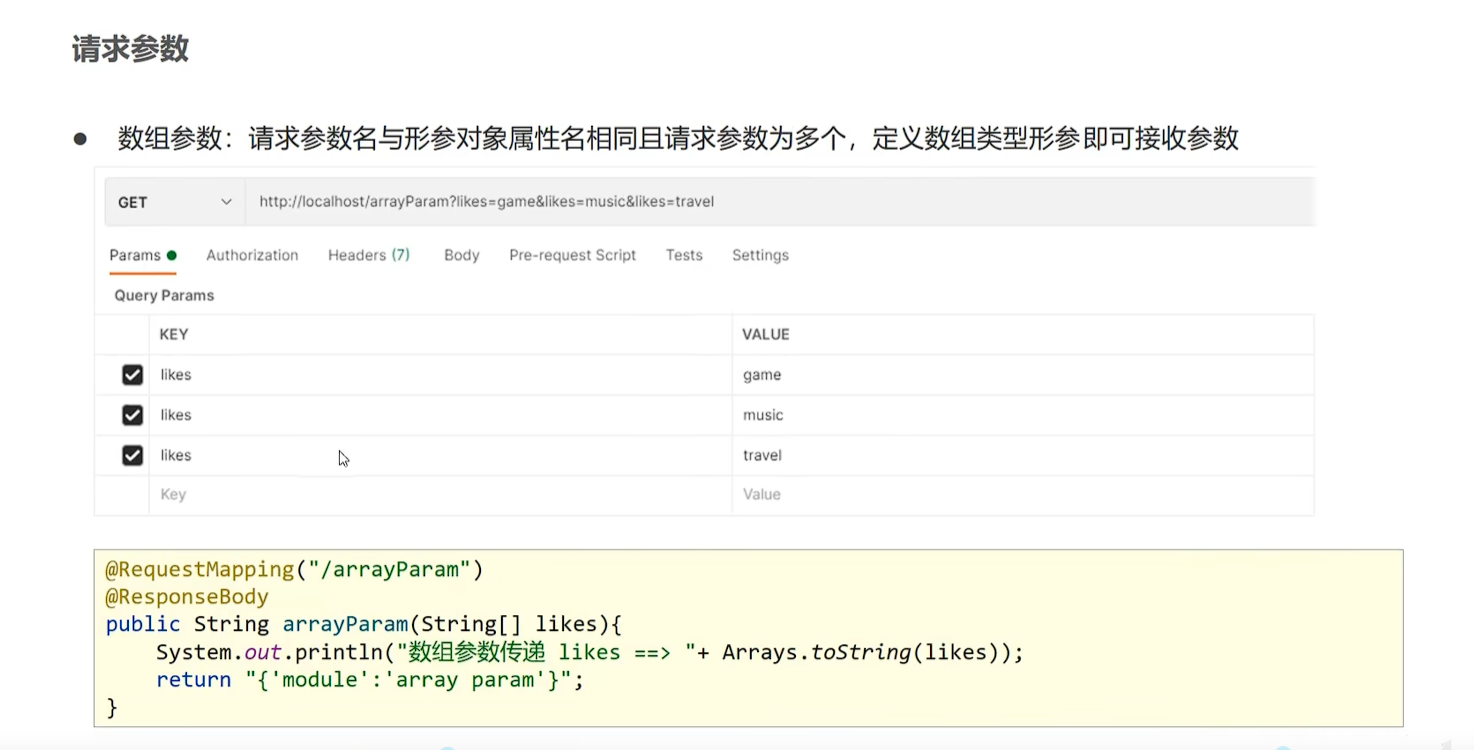 请求参数
● 数组参数：请求参数名与形参对象属性名相同且请求参数为多个，定义数组类型形参即可接收参数
GET http://localhost/arrayParam?likes=game&likes=music&likes=travel
Params Authorization Headers (7) Body Pre-request Script Tests Settings
Query Params
KEY VALUE
likes game
likes music
likes travel
Key Value
@RequestMapping("/arrayParam")
@ResponseBody
public String arrayParam(String[] likes){
    System.out.println("数组参数传递 likes ==> "+ Arrays.toString(likes));
    return "{'module':'array param'}";
}